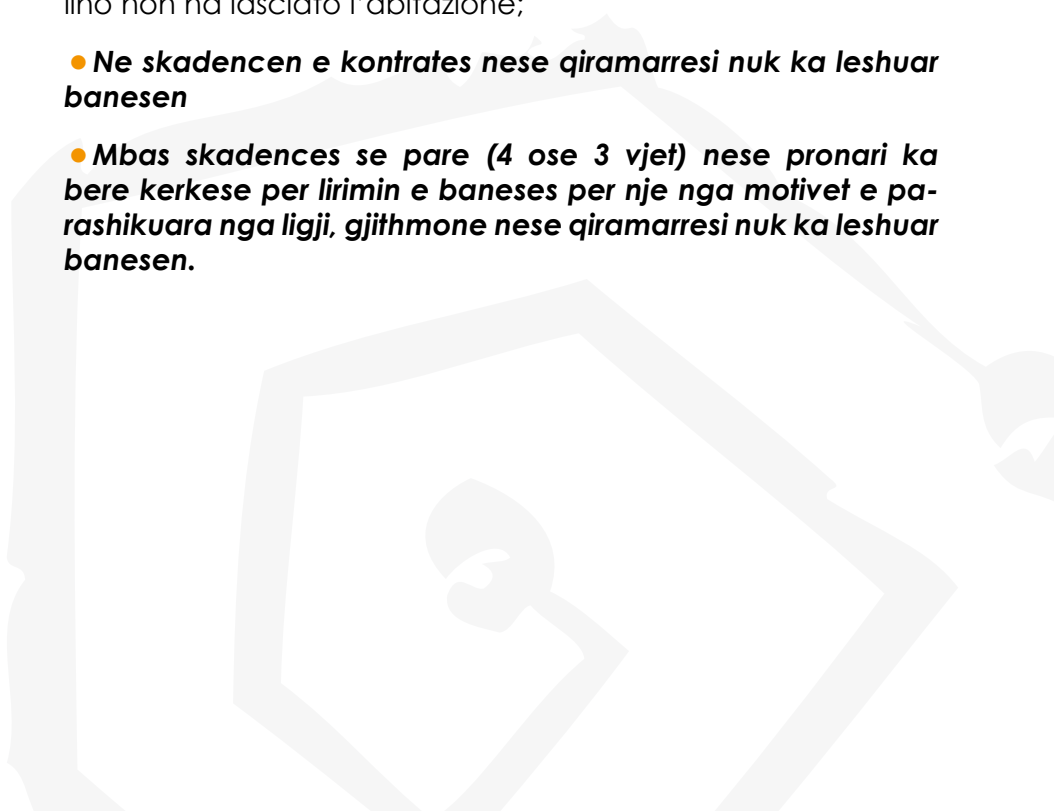 lino non ha lasciato l'abitazione;
● Ne skadencen e kontrates nese qiramarresi nuk ka leshuar
banesen
● Mbas skadences se pare (4 ose 3 vjet) nese pronari ka
bere kerkese per lirimin e baneses per nje nga motivet e pa-
rashikuara nga ligji, gjithmone nese qiramarresi nuk ka leshuar
banesen.